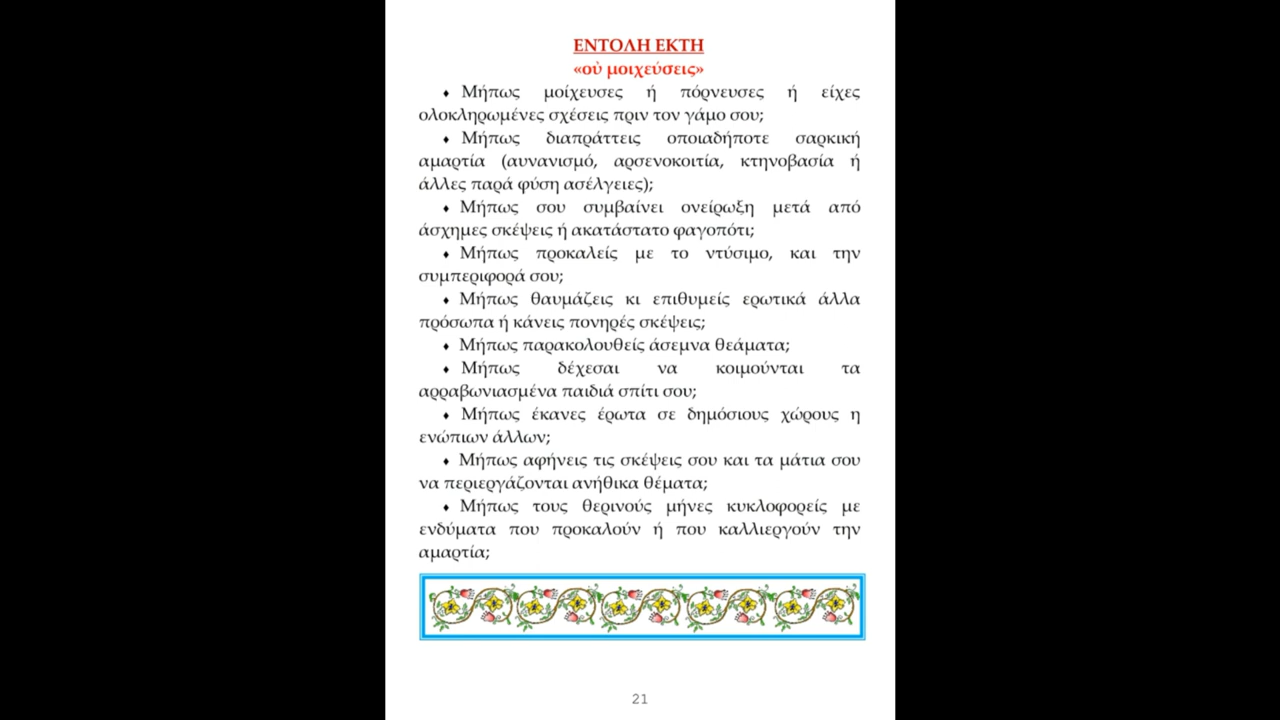 ΕΝΤΟΛΗ ΕΚΤΗ
«οὐ μοιχεύσεις»
♦ Μήπως μοίχευσες ή πόρνευσες ή είχες
ολοκληρωμένες σχέσεις πριν τον γάμο σου;
♦ Μήπως διαπράττεις οποιαδήποτε σαρκική
αμαρτία (αυνανισμό, αρσενοκοιτία, κτηνοβασία ή
άλλες παρά φύση ασέλγειες);
♦ Μήπως σου συμβαίνει ονείρωξη μετά από
άσχημες σκέψεις ή ακατάστατο φαγοπότι;
♦ Μήπως προκαλείς με το ντύσιμο, και την
συμπεριφορά σου;
♦ Μήπως θαυμάζεις κι επιθυμείς ερωτικά άλλα
πρόσωπα ή κάνεις πονηρές σκέψεις;
♦ Μήπως παρακολουθείς άσεμνα θεάματα;
♦ Μήπως δέχεσαι να κοιμούνται τα
αρραβωνιασμένα παιδιά σπίτι σου;
♦ Μήπως έκανες έρωτα σε δημόσιους χώρους η
ενώπιων άλλων;
♦ Μήπως αφήνεις τις σκέψεις σου και τα μάτια σου
να περιεργάζονται ανήθικα θέματα;
♦ Μήπως τους θερινούς μήνες κυκλοφορείς με
ενδύματα που προκαλούν ή που καλλιεργούν την
αμαρτία;
21